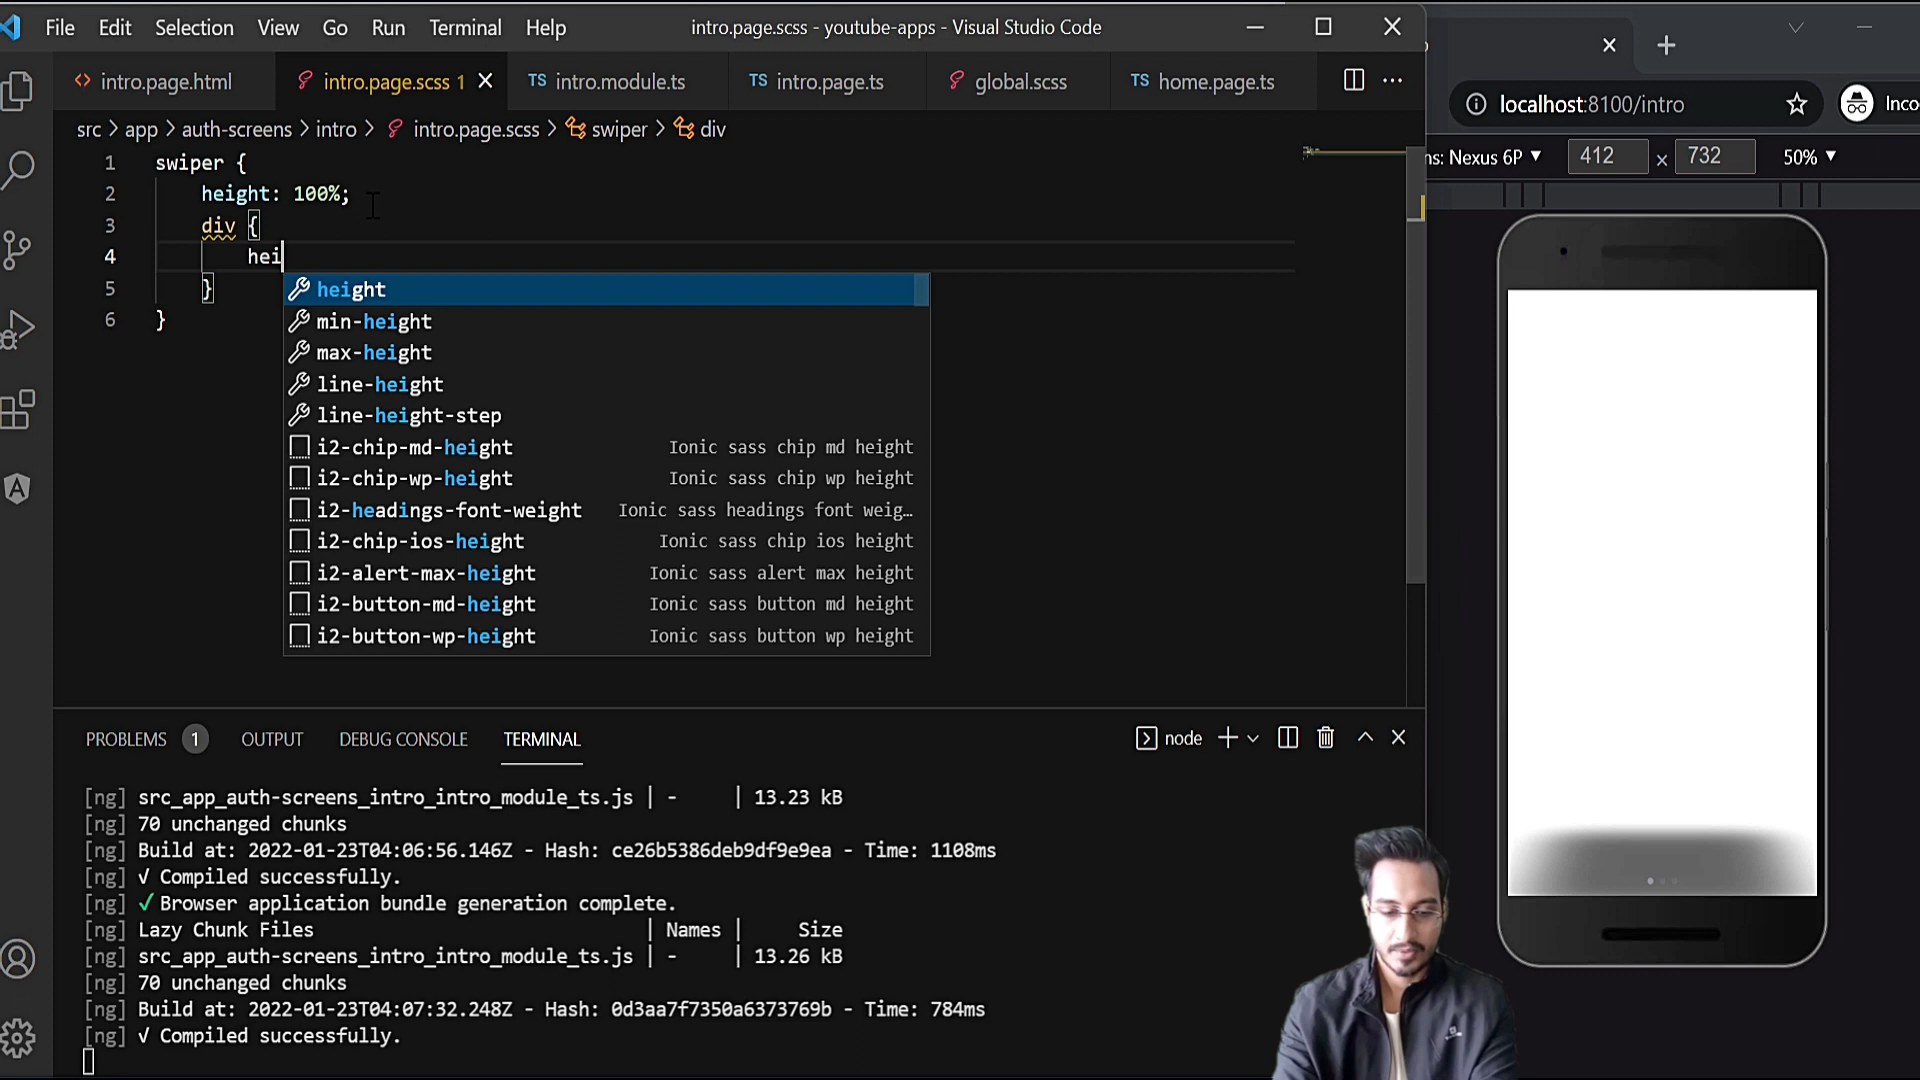 File Edit Selection View Go Run Terminal Help intro.page.scss - youtube-apps - Visual Studio Code
intro.page.html intro.page.scss 1 TS intro.module.ts TS intro.page.ts global.scss TS home.page.ts
src > app > auth-screens > intro > intro.page.scss > swiper > div
1 swiper {
2 height: 100%;
3 div {
4 hei
5 }
6 }
height
min-height
max-height
line-height
line-height-step
i2-chip-md-height Ionic sass chip md height
i2-chip-wp-height Ionic sass chip wp height
i2-headings-font-weight Ionic sass headings font weig…
i2-chip-ios-height Ionic sass chip ios height
i2-alert-max-height Ionic sass alert max height
i2-button-md-height Ionic sass button md height
i2-button-wp-height Ionic sass button wp height
PROBLEMS 1 OUTPUT DEBUG CONSOLE TERMINAL node
[ng] src_app_auth-screens_intro_intro_module_ts.js | - | 13.23 kB
[ng] 70 unchanged chunks
[ng] Build at: 2022-01-23T04:06:56.146Z - Hash: ce26b5386deb9df9e9ea - Time: 1108ms
[ng] √ Compiled successfully.
[ng] ✓ Browser application bundle generation complete.
[ng] Lazy Chunk Files | Names | Size
[ng] src_app_auth-screens_intro_intro_module_ts.js | - | 13.26 kB
[ng] 70 unchanged chunks
[ng] Build at: 2022-01-23T04:07:32.248Z - Hash: 0d3aa7f7350a6373769b - Time: 784ms
[ng] √ Compiled successfully.
localhost:8100/intro Inco
ns: Nexus 6P ▼ 412 × 732 50% ▼